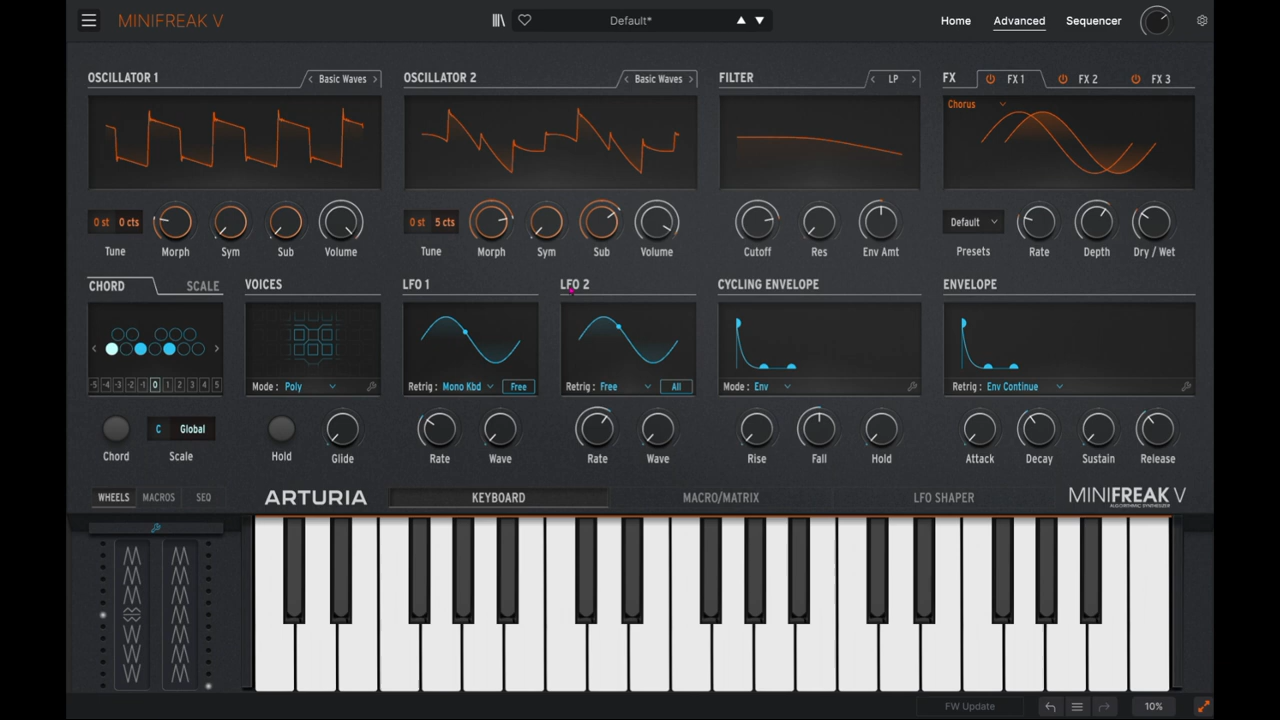 MINIFREAK V
Default*
Home
Advanced
Sequencer
OSCILLATOR 1
Basic Waves
OSCILLATOR 2
Basic Waves
FILTER
LP
FX
FX 1
FX 2
FX 3
Chorus
0 st 0 cts
Tune
Morph
Sym
Sub
Volume
0 st 5 cts
Tune
Morph
Sym
Sub
Volume
Cutoff
Res
Env Amt
Default
Presets
Rate
Depth
Dry / Wet
CHORD
SCALE
VOICES
LFO 1
LFO 2
CYCLING ENVELOPE
ENVELOPE
-5 -4 -3 -2 -1 0 1 2 3 4 5
Mode : Poly
Retrig : Mono Kbd
Free
Retrig : Free
All
Mode : Env
Retrig : Env Continue
C Global
Chord
Scale
Hold
Glide
Rate
Wave
Rate
Wave
Rise
Fall
Hold
Attack
Decay
Sustain
Release
WHEELS
MACROS
SEQ
ARTURIA
KEYBOARD
MACRO/MATRIX
LFO SHAPER
MINIFREAK V
ALGORITHMIC SYNTHESIZER
FW Update
10%